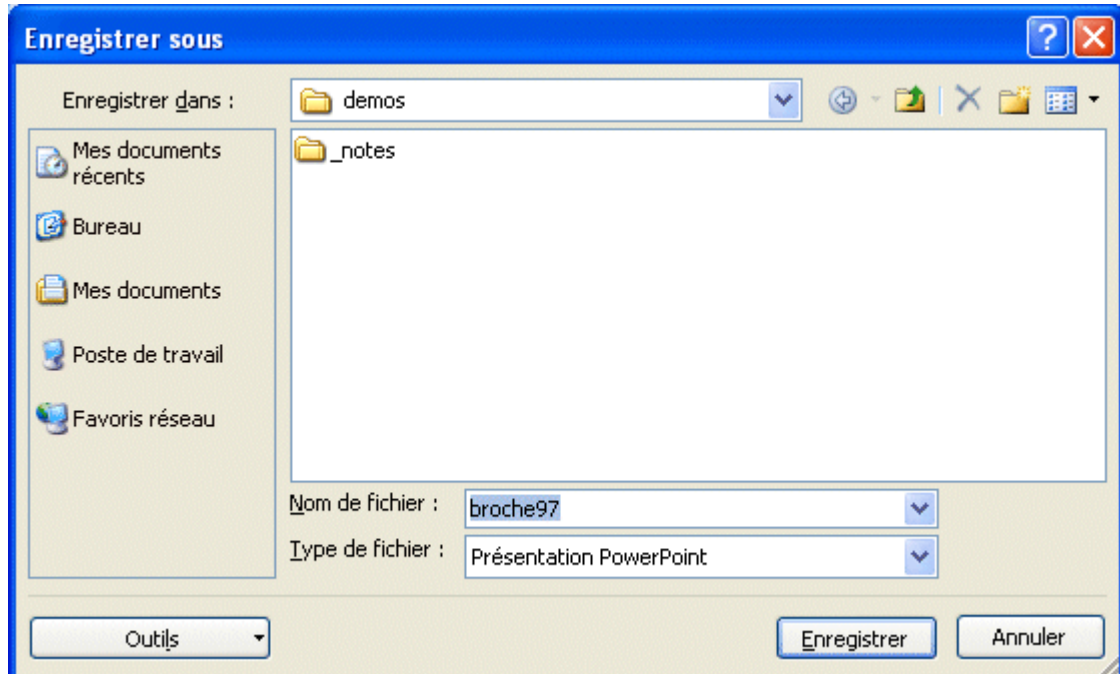 Enregistrer sous
Enregistrer dans :
demos
Mes documents
récents
Bureau
Mes documents
Poste de travail
Favoris réseau
_notes
Nom de fichier :
broche97
Type de fichier :
Présentation PowerPoint
Outils
Enregistrer
Annuler